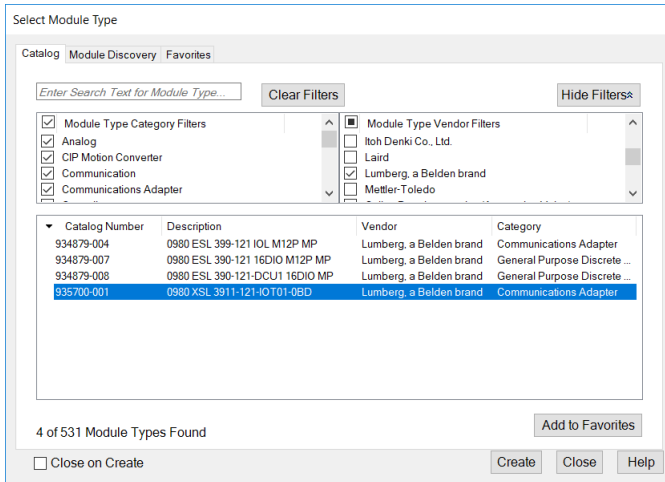 Select Module Type
Catalog Module Discovery Favorites
Enter Search Text for Module Type...
Clear Filters
Hide Filters
Module Type Category Filters
Analog
CIP Motion Converter
Communication
Communications Adapter
Module Type Vendor Filters
Itoh Denki Co., Ltd.
Laird
Lumberg, a Belden brand
Mettler-Toledo
Catalog Number Description Vendor Category
934879-004 0980 ESL 399-121 IOL M12P MP Lumberg, a Belden brand Communications Adapter
934879-007 0980 ESL 390-121 16DIO M12P MP Lumberg, a Belden brand General Purpose Discrete ...
934879-008 0980 ESL 390-121-DCU1 16DIO MP Lumberg, a Belden brand General Purpose Discrete ...
935700-001 0980 XSL 3911-121-IOT01-0BD Lumberg, a Belden brand Communications Adapter
4 of 531 Module Types Found
Add to Favorites
Close on Create
Create Close Help